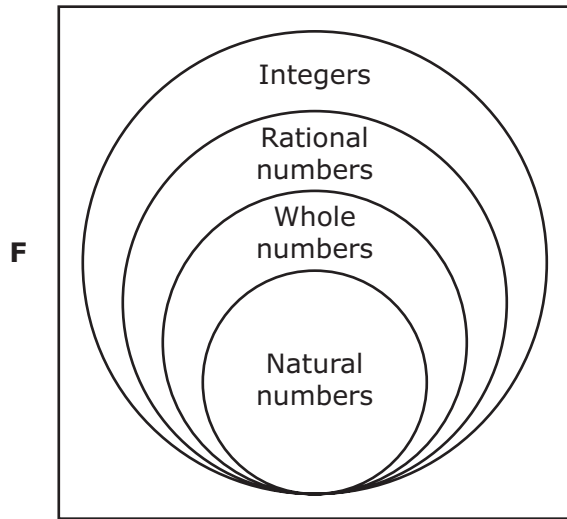 Integers
Rational
numbers
Whole
numbers
F
Natural
numbers